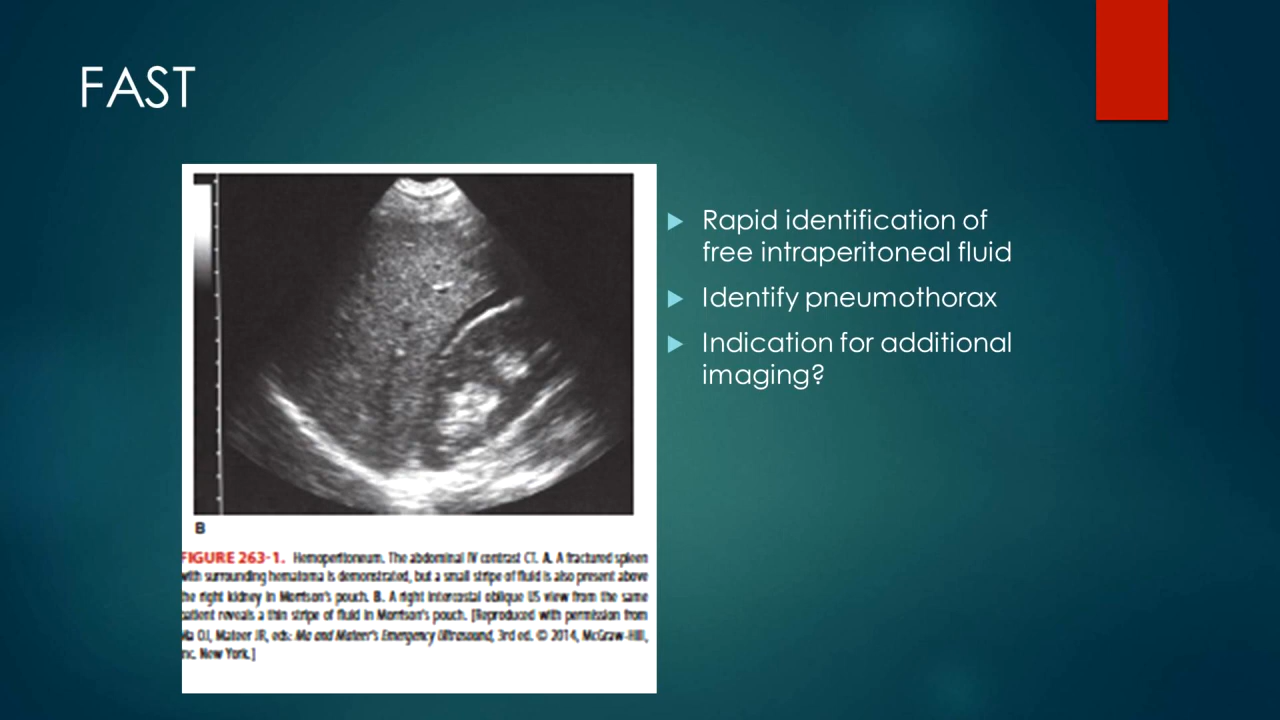 FAST
Rapid identification of
free intraperitoneal fluid
Identify pneumothorax
Indication for additional
imaging?
B
FIGURE 263-1. Hemoperitoneum. The abdominal IV contrast CT. A. A fractured spleen
with surrounding hematoma is demonstrated, but a small stripe of fluid is also present above
the right kidney in Morrison's pouch. B. A right intercostal oblique US view from the same
patient reveals a thin stripe of fluid in Morrison's pouch. [Reproduced with permission from
Ma OJ, Mateer JR, eds: Ma and Mateer's Emergency Ultrasound, 3rd ed. © 2014, McGraw-Hill,
Inc. New York.]